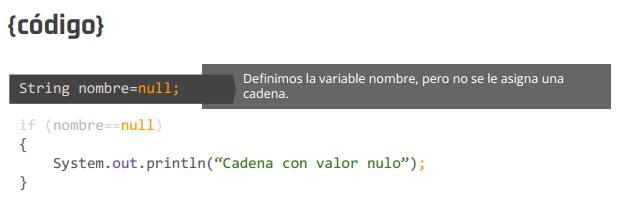 {código}
String nombre=null;
Definimos la variable nombre, pero no se le asigna una
cadena.
if (nombre==null)
{
    System.out.println(“Cadena con valor nulo”);
}